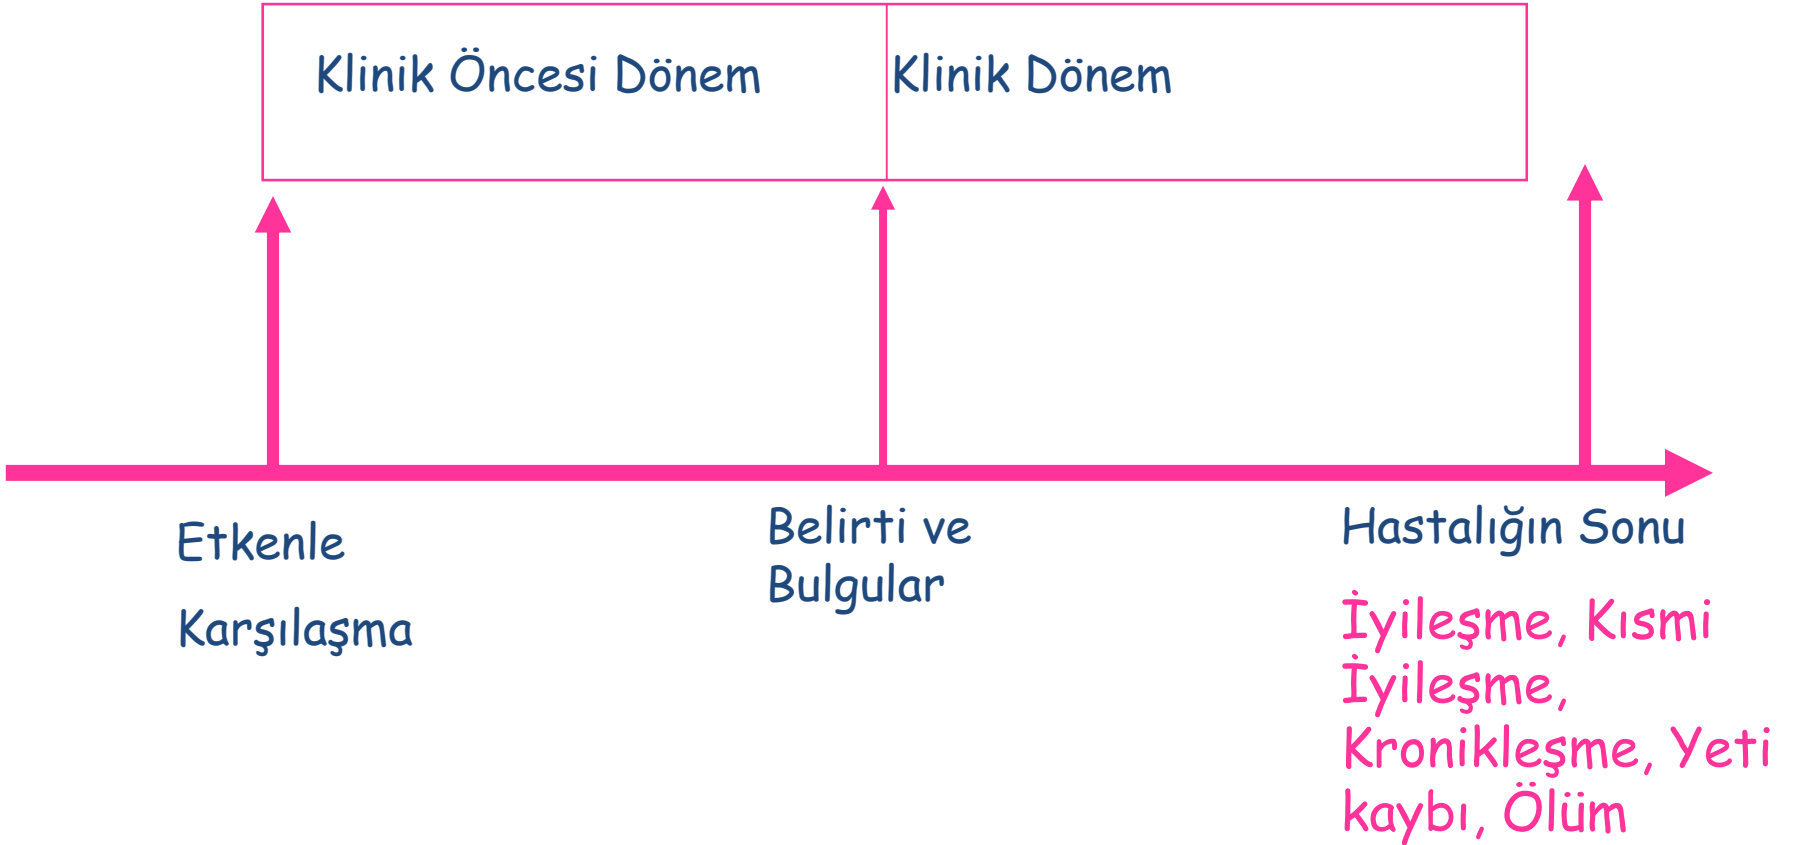 Klinik Öncesi Dönem
Klinik Dönem
Etkenle
Karşılaşma
Belirti ve
Bulgular
Hastalığın Sonu
İyileşme, Kısmi
İyileşme,
Kronikleşme, Yeti
kaybı, Ölüm